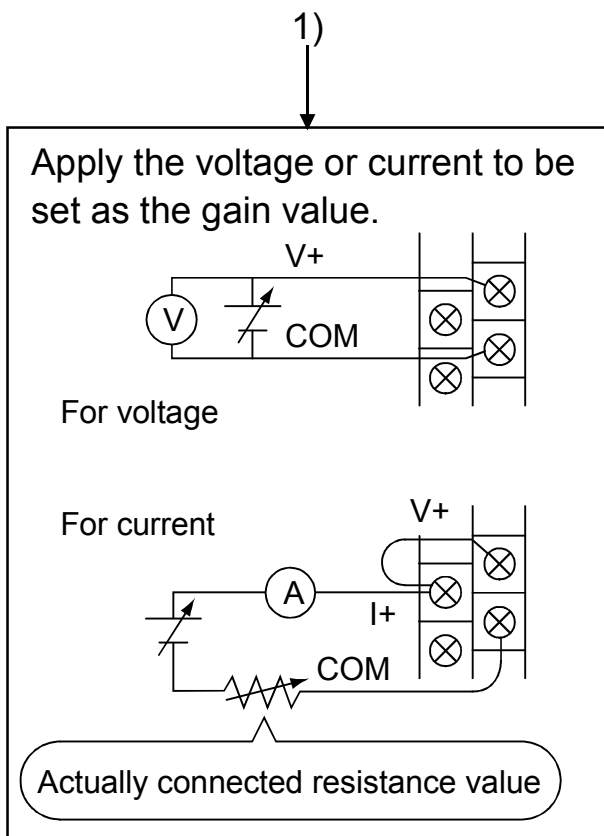 1)
Apply the voltage or current to be
set as the gain value.
V+
V
COM
For voltage
V+
For current
A
I+
COM
Actually connected resistance value